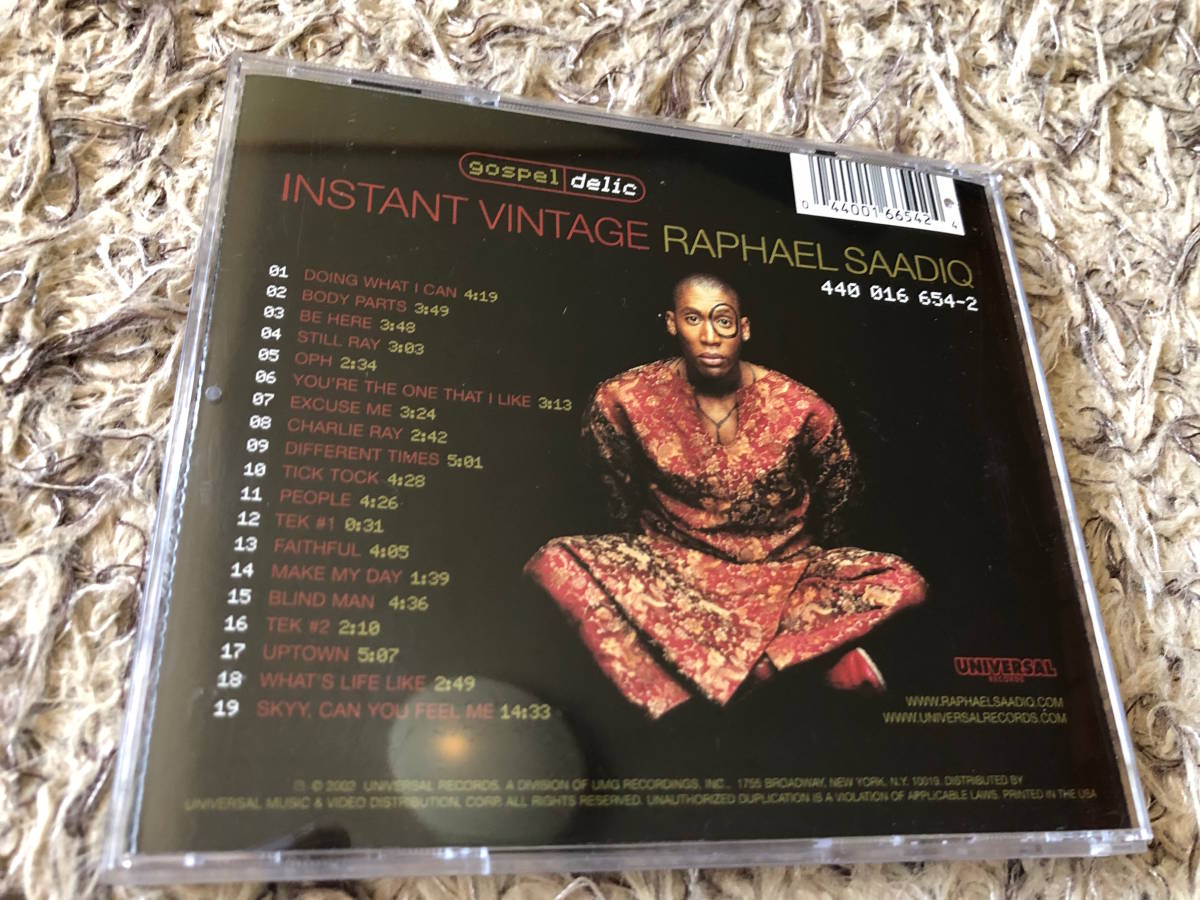 gospel delic
INSTANT VINTAGE RAPHAEL SAADIQ
0 44001 66542 4
440 016 654-2
01 DOING WHAT I CAN 4:19
02 BODY PARTS 3:49
03 BE HERE 3:48
04 STILL RAY 3:03
05 OPH 2:34
06 YOU'RE THE ONE THAT I LIKE 3:13
07 EXCUSE ME 3:24
08 CHARLIE RAY 2:42
09 DIFFERENT TIMES 5:01
10 TICK TOCK 4:28
11 PEOPLE 4:26
12 TEK #1 0:31
13 FAITHFUL 4:05
14 MAKE MY DAY 1:39
15 BLIND MAN 4:36
16 TEK #2 2:10
17 UPTOWN 5:07
18 WHAT'S LIFE LIKE 2:49
19 SKYY, CAN YOU FEEL ME 14:33
UNIVERSAL
RECORDS
WWW.RAPHAELSAADIQ.COM
WWW.UNIVERSALRECORDS.COM
℗ © 2002 UNIVERSAL RECORDS, A DIVISION OF UMG RECORDINGS, INC., 1755 BROADWAY, NEW YORK, N.Y. 10019. DISTRIBUTED BY
UNIVERSAL MUSIC & VIDEO DISTRIBUTION, CORP. ALL RIGHTS RESERVED. UNAUTHORIZED DUPLICATION IS A VIOLATION OF APPLICABLE LAWS. PRINTED IN THE USA